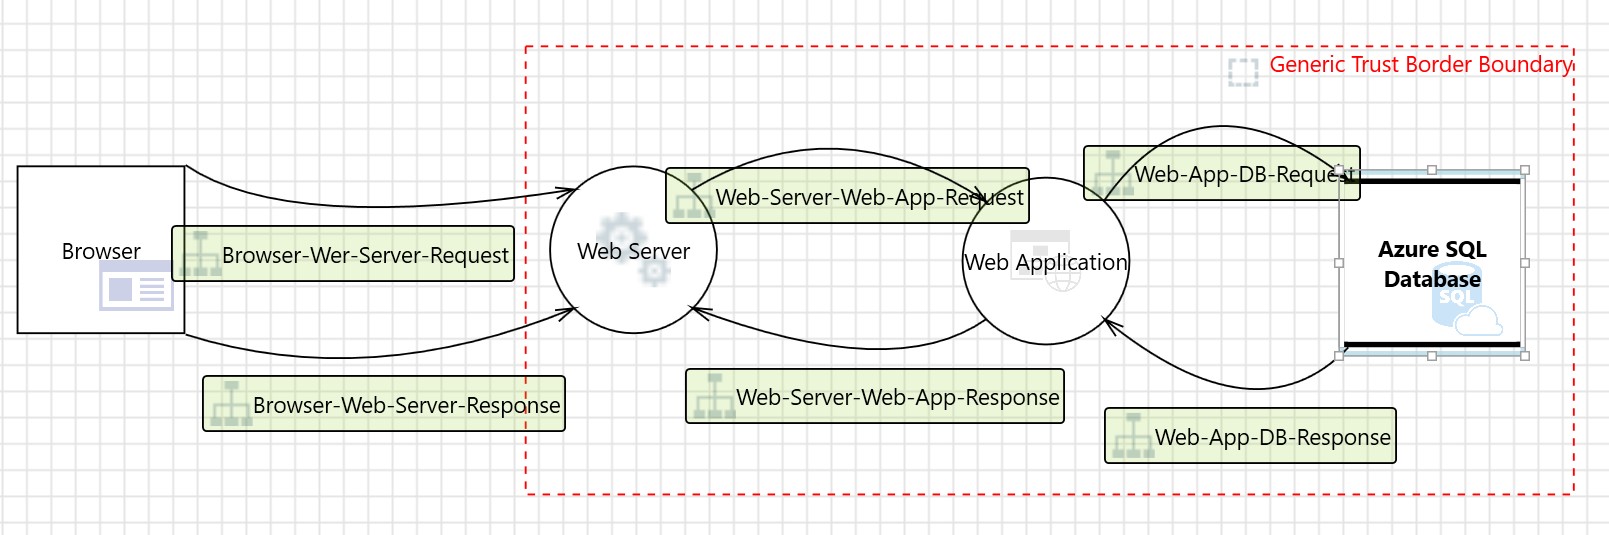 Generic Trust Border Boundary
Browser
Browser-Wer-Server-Request
Web Server
Web-Server-Web-App-Request
Web Application
Web-App-DB-Request
Azure SQL
Database
SQL
Browser-Web-Server-Response
Web-Server-Web-App-Response
Web-App-DB-Response